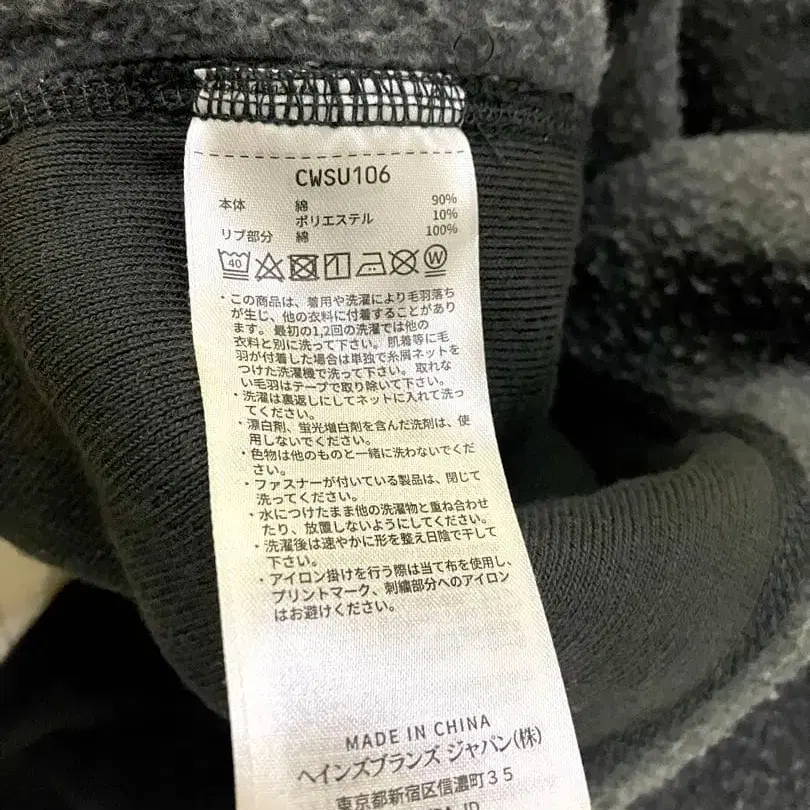 CWSU106
本体 綿 90%
ポリエステル 10%
リブ部分 綿 100%
40 W
・この商品は、着用や洗濯により毛羽落ち
が生じ、他の衣料に付着することがあり
ます。最初の1,2回の洗濯では他の
衣料と別に洗って下さい。肌着等に毛
羽が付着した場合は単独で糸屑ネットを
つけた洗濯機で洗って下さい。取れな
い毛羽はテープで取り除いて下さい。
・洗濯は裏返しにしてネットに入れて洗っ
てください。
・漂白剤、蛍光増白剤を含んだ洗剤は、使
用しないでください。
・色物は他のものと一緒に洗わないでくだ
さい。
・ファスナーが付いている製品は、閉じて
洗ってください。
・水につけたまま他の洗濯物と重ね合わせ
たり、放置しないようにしてください。
・洗濯後は速やかに形を整え日陰で干して
下さい。
・アイロン掛けを行う際は当て布を使用し、
プリントマーク、刺繍部分へのアイロン
はお避けください。
MADE IN CHINA
ヘインズブランズ ジャパン(株)
東京都新宿区信濃町35